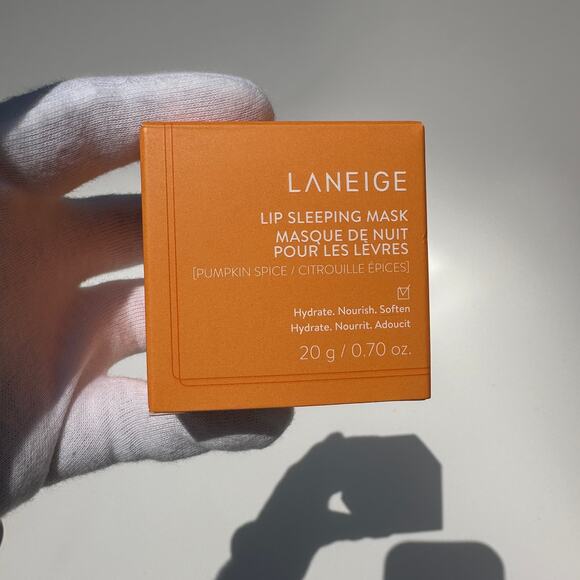 LANEIGE
LIP SLEEPING MASK
MASQUE DE NUIT
POUR LES LÈVRES
[PUMPKIN SPICE / CITROUILLE ÉPICES]
Hydrate. Nourish. Soften
Hydrate. Nourrit. Adoucit
20 g / 0.70 oz.